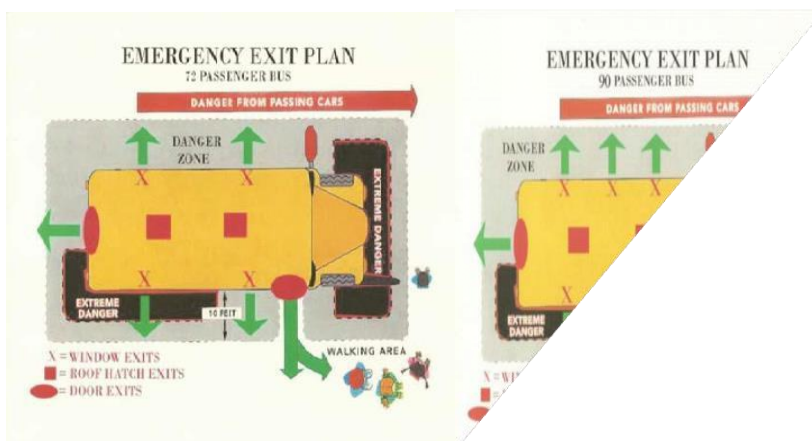 EMERGENCY EXIT PLAN
72 PASSENGER BUS
DANGER FROM PASSING CARS
DANGER
ZONE
X
X
EXTREME DANGER
X
X
EXTREME
DANGER
10 FEET
WALKING AREA
X = WINDOW EXITS
= ROOF HATCH EXITS
= DOOR EXITS
EMERGENCY EXIT PLAN
90 PASSENGER BUS
DANGER FROM PASSING CARS
DANGER
ZONE
X
X
X
X
EXTREME
DANGER
X =
=